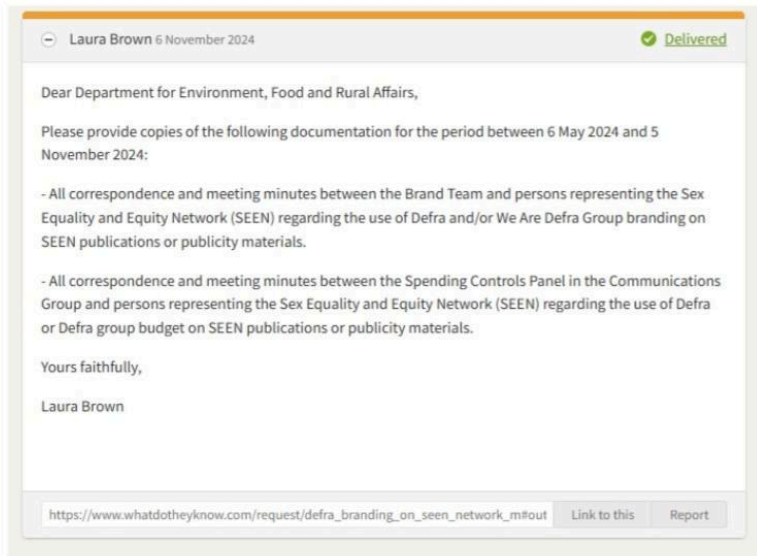 Laura Brown 6 November 2024
Delivered
Dear Department for Environment, Food and Rural Affairs,
Please provide copies of the following documentation for the period between 6 May 2024 and 5
November 2024:
- All correspondence and meeting minutes between the Brand Team and persons representing the Sex
Equality and Equity Network (SEEN) regarding the use of Defra and/or We Are Defra Group branding on
SEEN publications or publicity materials.
- All correspondence and meeting minutes between the Spending Controls Panel in the Communications
Group and persons representing the Sex Equality and Equity Network (SEEN) regarding the use of Defra
or Defra group budget on SEEN publications or publicity materials.
Yours faithfully,
Laura Brown
https://www.whatdotheyknow.com/request/defra_branding_on_seen_network_m#out
Link to this
Report